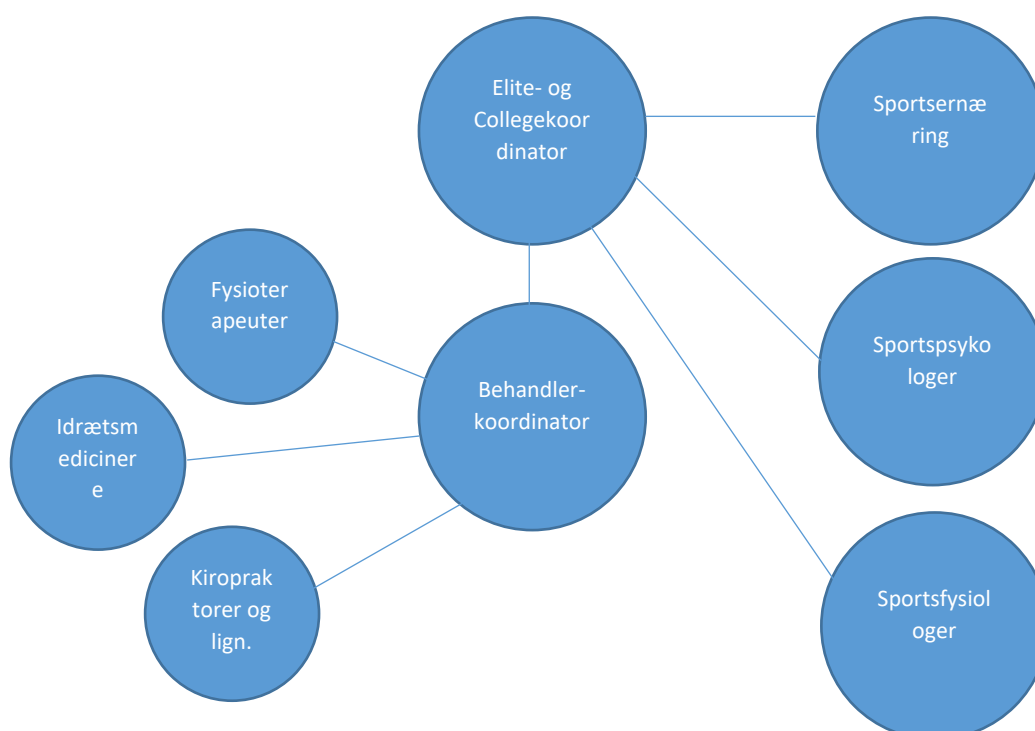 Elite- og
Collegekoor
dinator
Sportsernæ
ring
Fysioter
apeuter
Sportspsyko
loger
Behandler-
koordinator
Idrætsm
ediciner
e
Kiroprak
torer og
lign.
Sportsfysiol
oger